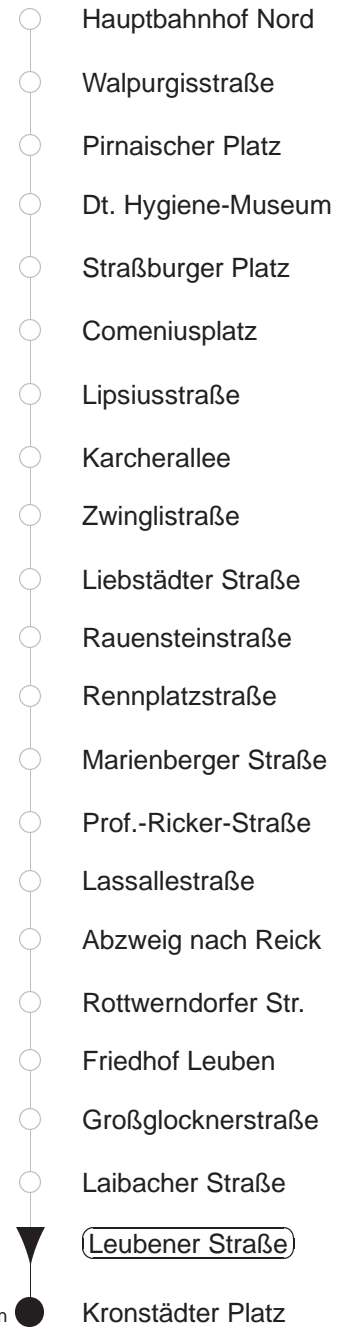 Hauptbahnhof Nord
Walpurgisstraße
Pirnaischer Platz
Dt. Hygiene-Museum
Straßburger Platz
Comeniusplatz
Lipsiusstraße
Karcherallee
Zwinglistraße
Liebstädter Straße
Rauensteinstraße
Rennplatzstraße
Marienberger Straße
Prof.-Ricker-Straße
Lassallestraße
Abzweig nach Reick
Rottwerndorfer Str.
Friedhof Leuben
Großglocknerstraße
Laibacher Straße
Leubener Straße
Kronstädter Platz